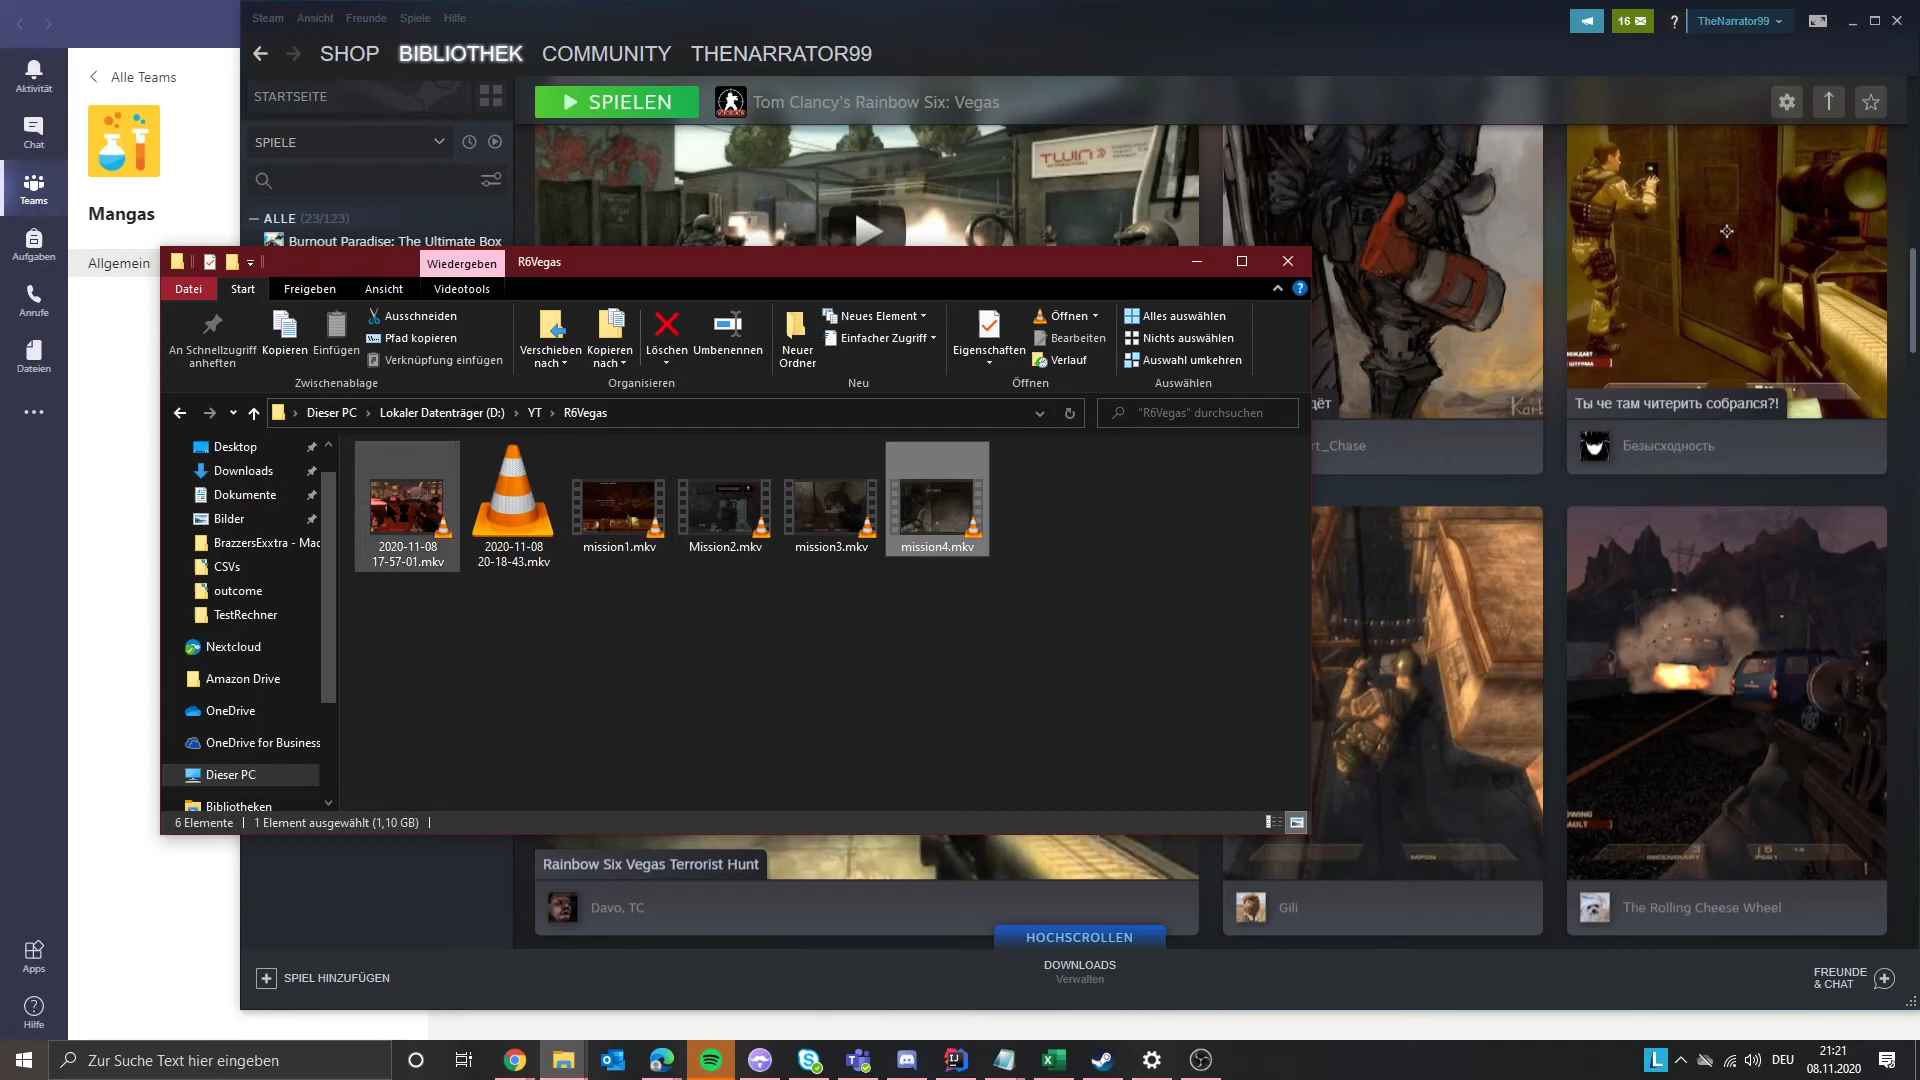 Steam Ansicht Freunde Spiele Hilfe
16
?
TheNarrator99
SHOP BIBLIOTHEK COMMUNITY THENARRATOR99
Aktivität
Chat
Teams
Aufgaben
Anrufe
Dateien
Apps
Hilfe
Alle Teams
Mangas
Allgemein
STARTSEITE
SPIELE
ALLE (23/123)
Burnout Paradise: The Ultimate Box
SPIELEN
Tom Clancy's Rainbow Six: Vegas
TWIN
Wiedergeben
R6Vegas
Datei Start Freigeben Ansicht Videotools
An Schnellzugriff
anheften
Kopieren
Einfügen
Ausschneiden
Pfad kopieren
Verknüpfung einfügen
Zwischenablage
Verschieben
nach
Kopieren
nach
Löschen
Umbenennen
Organisieren
Neuer
Ordner
Neues Element
Einfacher Zugriff
Neu
Eigenschaften
Öffnen
Bearbeiten
Verlauf
Öffnen
Alles auswählen
Nichts auswählen
Auswahl umkehren
Auswählen
Dieser PC > Lokaler Datenträger (D:) > YT > R6Vegas
"R6Vegas" durchsuchen
Desktop
Downloads
Dokumente
Bilder
BrazzersExxtra - Mac
CSVs
outcome
TestRechner
Nextcloud
Amazon Drive
OneDrive
OneDrive for Business
Dieser PC
Bibliotheken
2020-11-08
17-57-01.mkv
2020-11-08
20-18-43.mkv
mission1.mkv
Mission2.mkv
mission3.mkv
mission4.mkv
6 Elemente
1 Element ausgewählt (1,10 GB)
дёт
rt_Chase
Ты че там читерить собрался?!
Безысходность
Rainbow Six Vegas Terrorist Hunt
Davo, TC
Gili
The Rolling Cheese Wheel
HOCHSCROLLEN
SPIEL HINZUFÜGEN
DOWNLOADS
Verwalten
FREUNDE
& CHAT
Zur Suche Text hier eingeben
DEU
21:21
08.11.2020